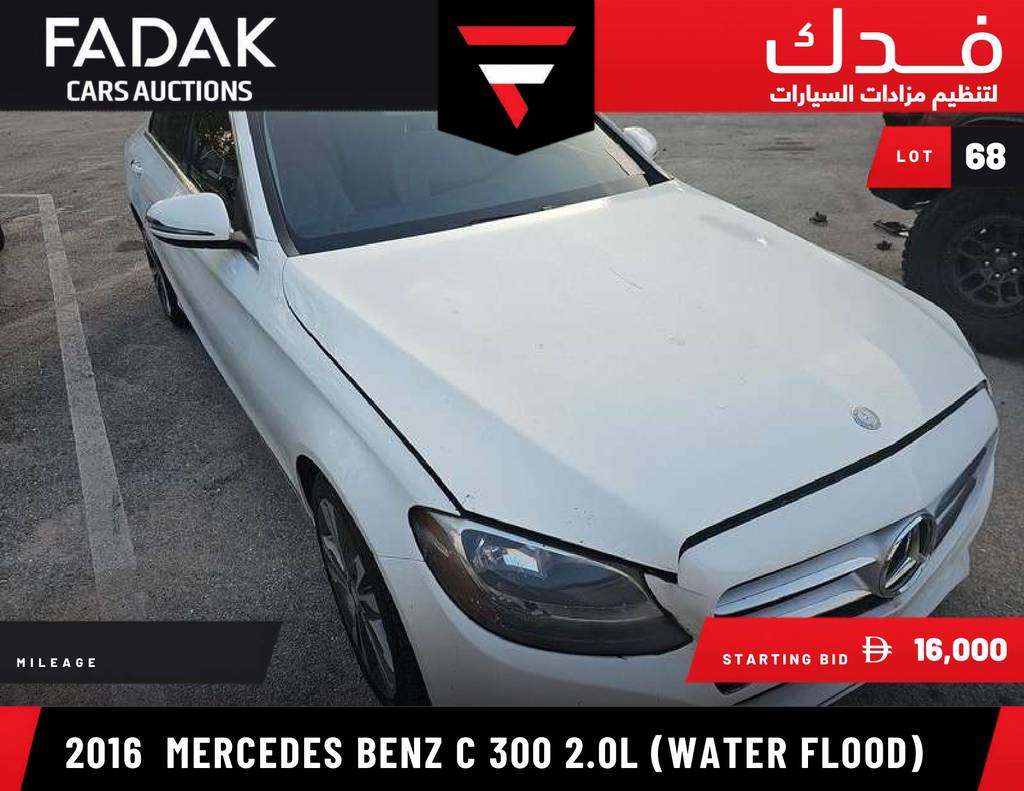 FADAK
CARS AUCTIONS
فدك
لتنظيم مزادات السيارات
LOT 68
MILEAGE
STARTING BID 16,000
2016 MERCEDES BENZ C 300 2.0L (WATER FLOOD)